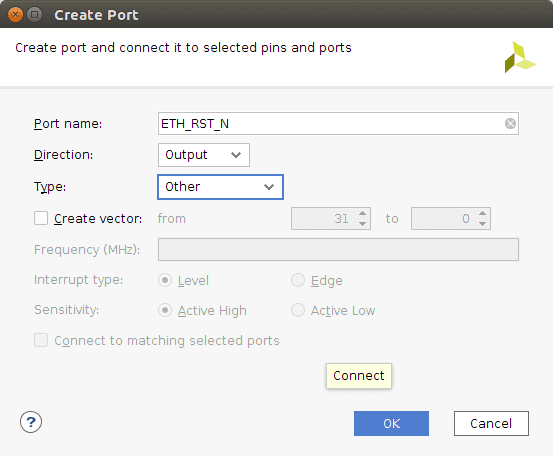 Create Port
Create port and connect it to selected pins and ports
Port name: ETH_RST_N
Direction: Output
Type: Other
Create vector: from 31 to 0
Frequency (MHz):
Interrupt type: Level Edge
Sensitivity: Active High Active Low
Connect to matching selected ports
Connect
? OK Cancel